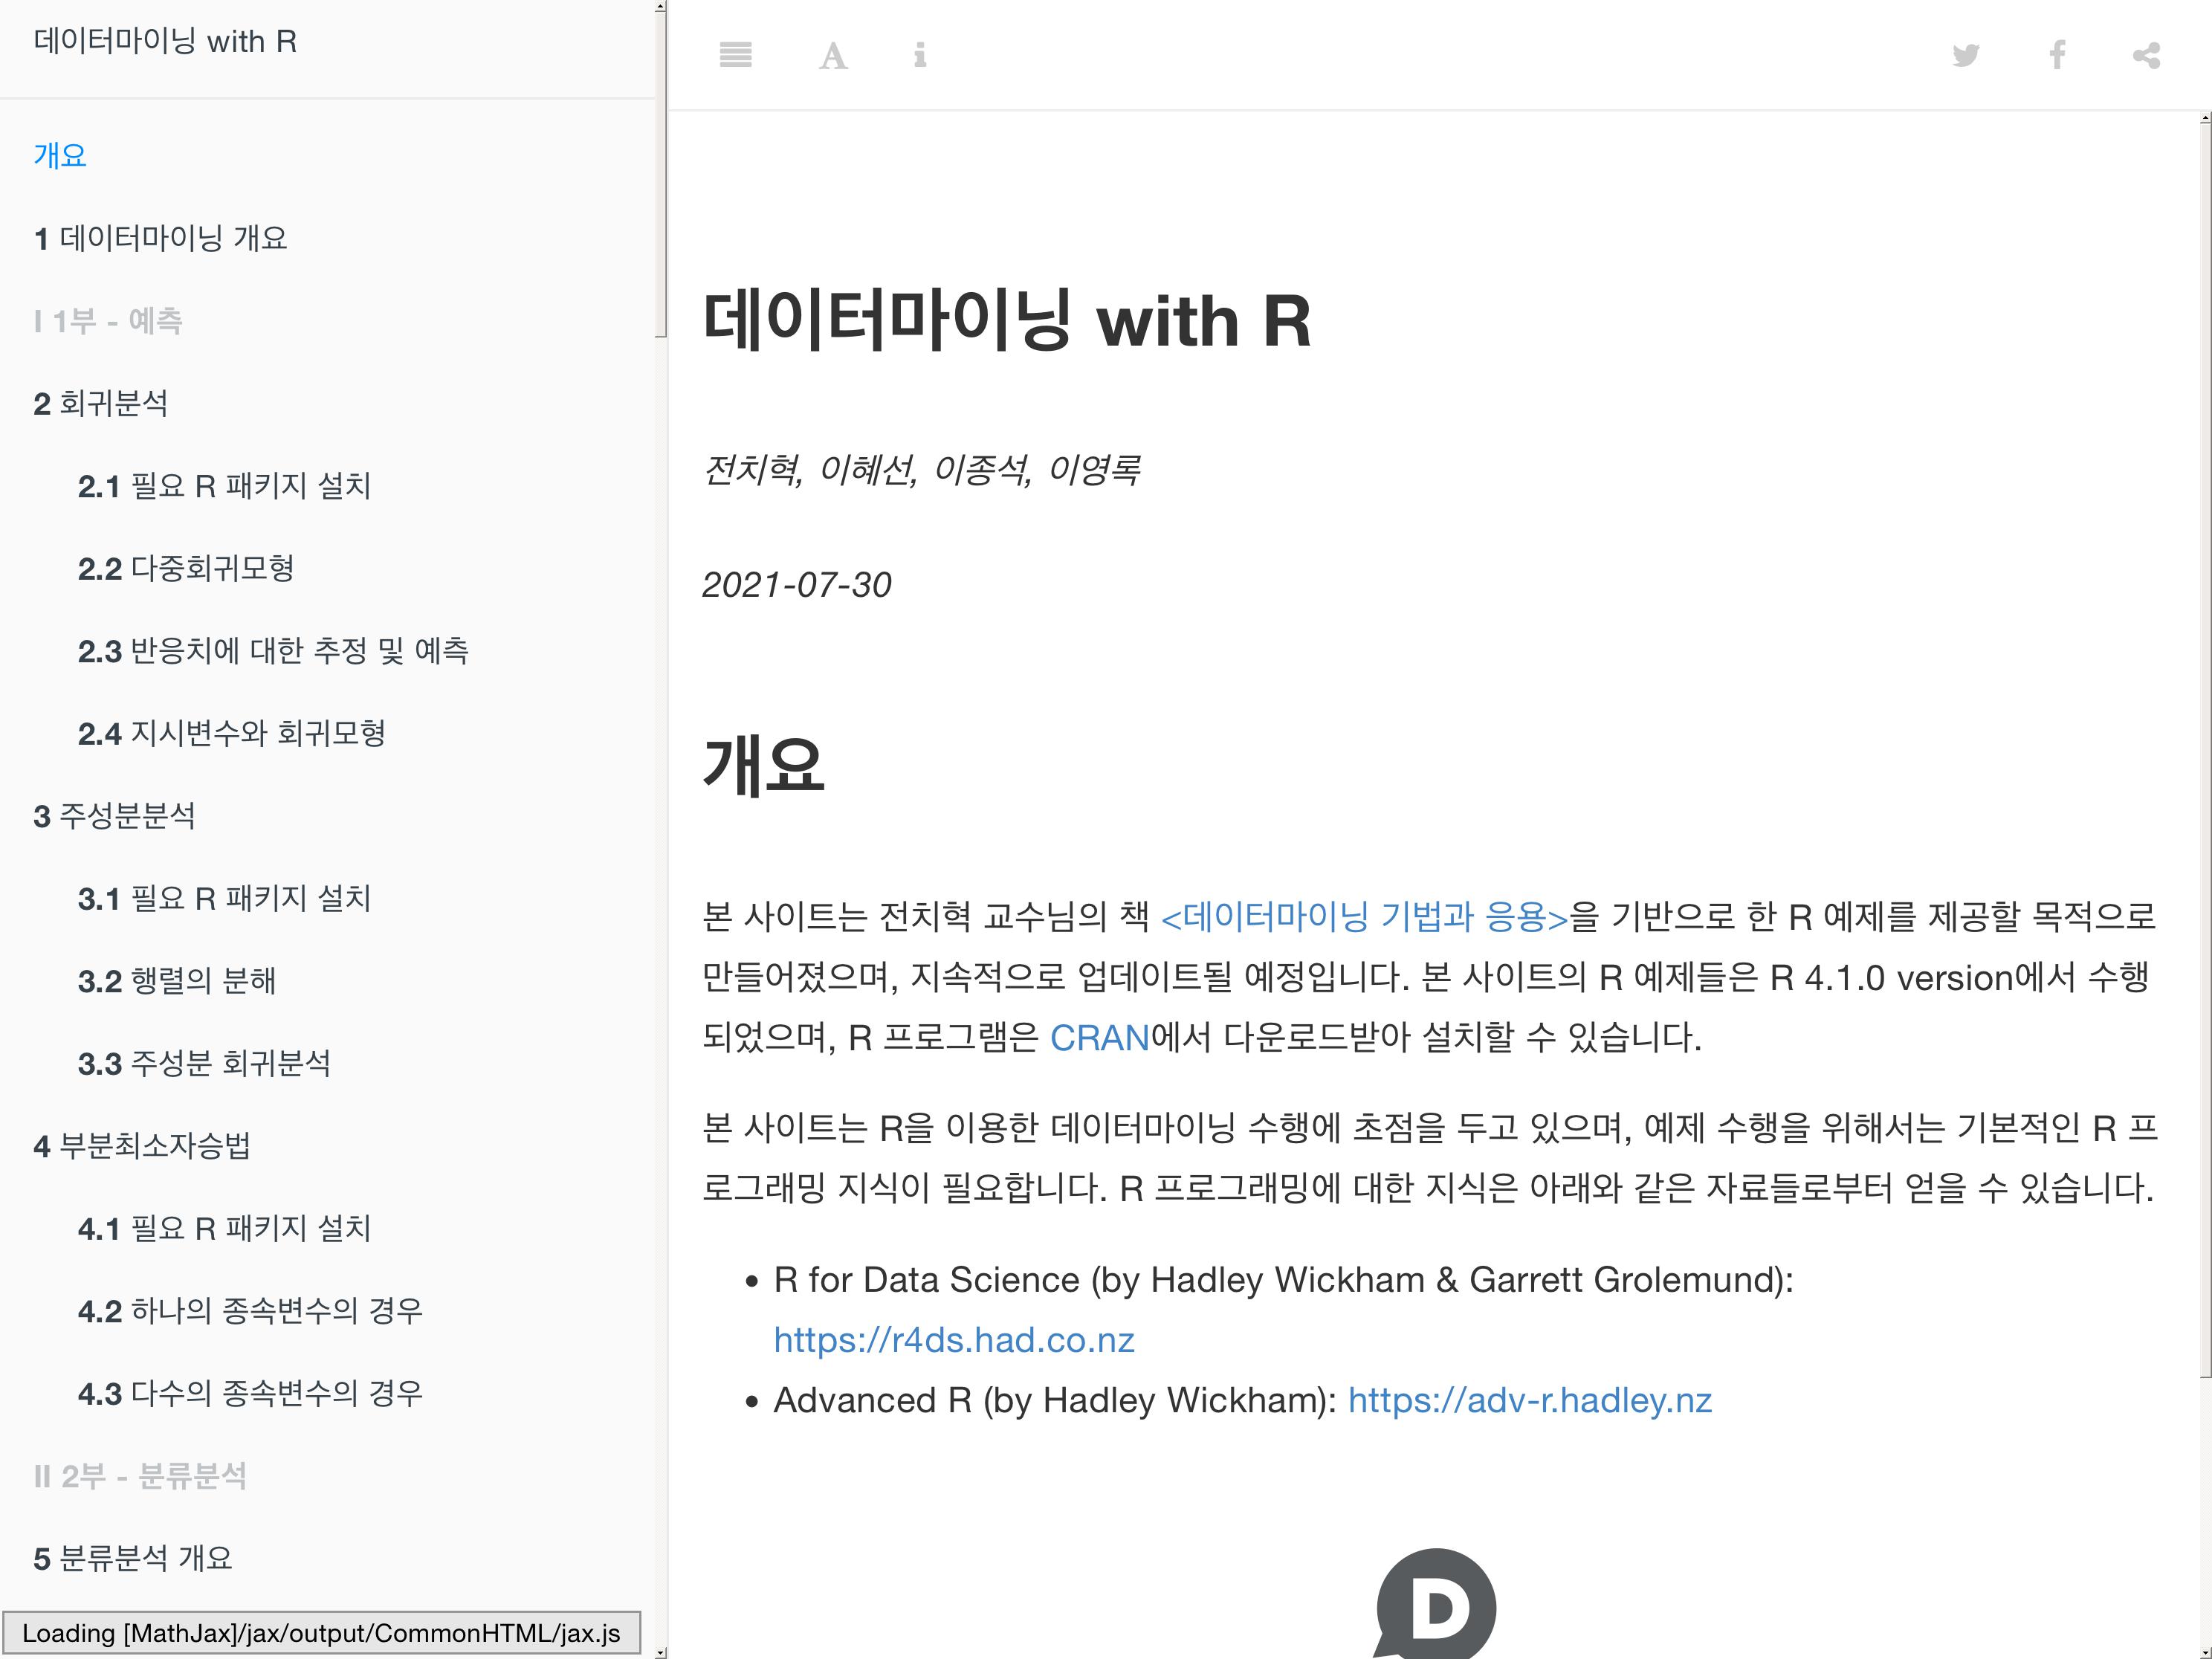 데이터마이닝 with R
개요
1 데이터마이닝 개요
I 1부 - 예측
2 회귀분석
2.1 필요 R 패키지 설치
2.2 다중회귀모형
2.3 반응치에 대한 추정 및 예측
2.4 지시변수와 회귀모형
3 주성분분석
3.1 필요 R 패키지 설치
3.2 행렬의 분해
3.3 주성분 회귀분석
4 부분최소자승법
4.1 필요 R 패키지 설치
4.2 하나의 종속변수의 경우
4.3 다수의 종속변수의 경우
II 2부 - 분류분석
5 분류분석 개요
Loading [MathJax]/jax/output/CommonHTML/jax.js
데이터마이닝 with R
전치혁, 이혜선, 이종석, 이영록
2021-07-30
개요
본 사이트는 전치혁 교수님의 책 <데이터마이닝 기법과 응용>을 기반으로 한 R 예제를 제공할 목적으로
만들어졌으며, 지속적으로 업데이트될 예정입니다. 본 사이트의 R 예제들은 R 4.1.0 version에서 수행
되었으며, R 프로그램은 CRAN에서 다운로드받아 설치할 수 있습니다.
본 사이트는 R을 이용한 데이터마이닝 수행에 초점을 두고 있으며, 예제 수행을 위해서는 기본적인 R 프
로그래밍 지식이 필요합니다. R 프로그래밍에 대한 지식은 아래와 같은 자료들로부터 얻을 수 있습니다.
• R for Data Science (by Hadley Wickham & Garrett Grolemund):
https://r4ds.had.co.nz
• Advanced R (by Hadley Wickham): https://adv-r.hadley.nz
D